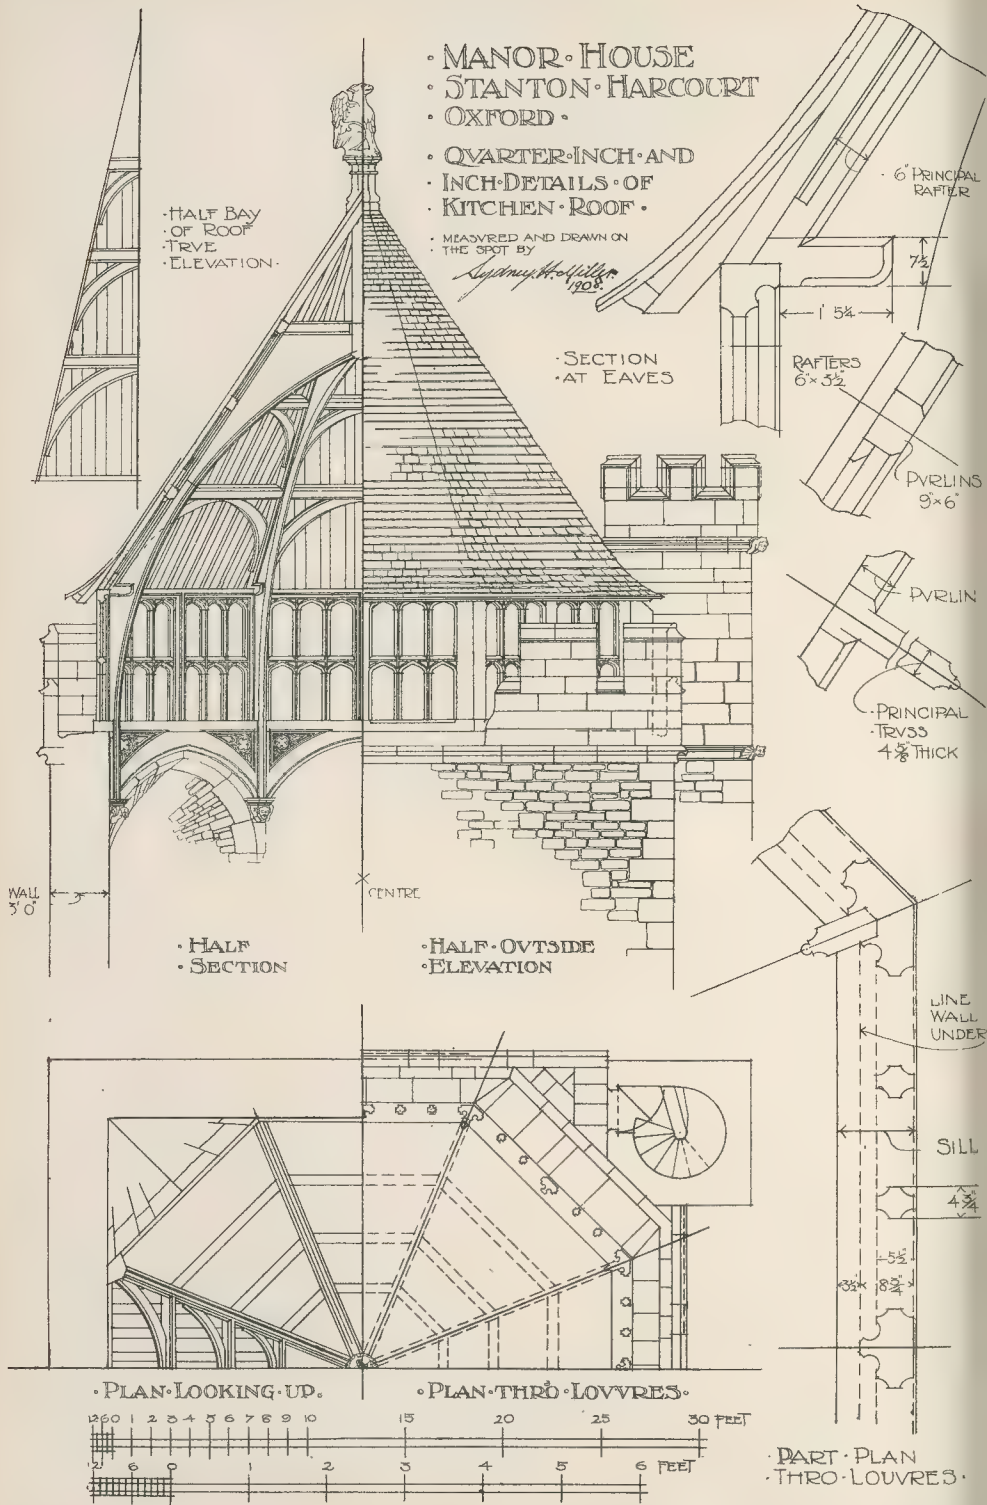 · MANOR · HOUSE
· STANTON · HARCOURT
· OXFORD ·
· QVARTER · INCH · AND
· INCH · DETAILS · OF
· KITCHEN · ROOF ·
· MEASVRED AND DRAWN ON
THE SPOT BY
Sydney H. Miller.
1908.
· HALF BAY
· OF ROOF
· TRVE
· ELEVATION ·
· 6" PRINCIPAL
RAFTER
7½
1' 5¼
· SECTION
· AT EAVES
RAFTERS
PVRLINS
9" × 6"
PVRLIN
· PRINCIPAL
· TRVSS
4⅝" THICK
WALL
3' 0"
CENTRE
· HALF
· SECTION
· HALF · OVTSIDE
· ELEVATION
LINE
WALL
UNDER
SILL
4¾"
5½"
3½"
8¾"
· PLAN · LOOKING · UP ·
· PLAN · THRO · LOVVRES ·
12 6 0 1 2 3 4 5 6 7 8 9 10 15 20 25 30 FEET
12 6 0 1 2 3 4 5 6 FEET
· PART · PLAN
· THRO · LOUVRES ·